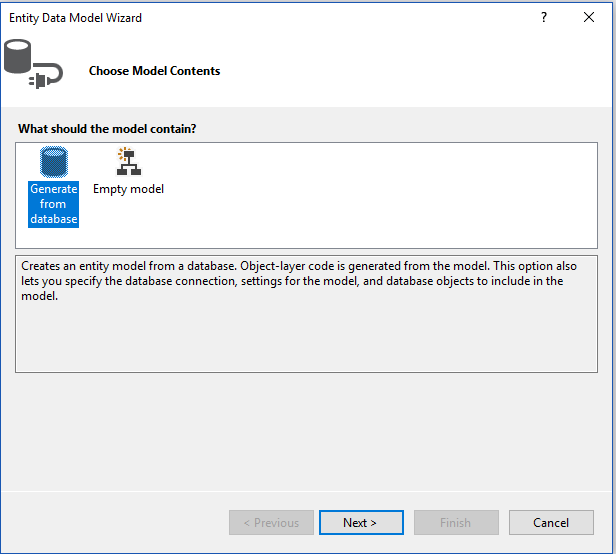 Entity Data Model Wizard
?
Choose Model Contents
What should the model contain?
Generate
from
database
Empty model
Creates an entity model from a database. Object-layer code is generated from the model. This option also
lets you specify the database connection, settings for the model, and database objects to include in the
model.
< Previous
Next >
Finish
Cancel